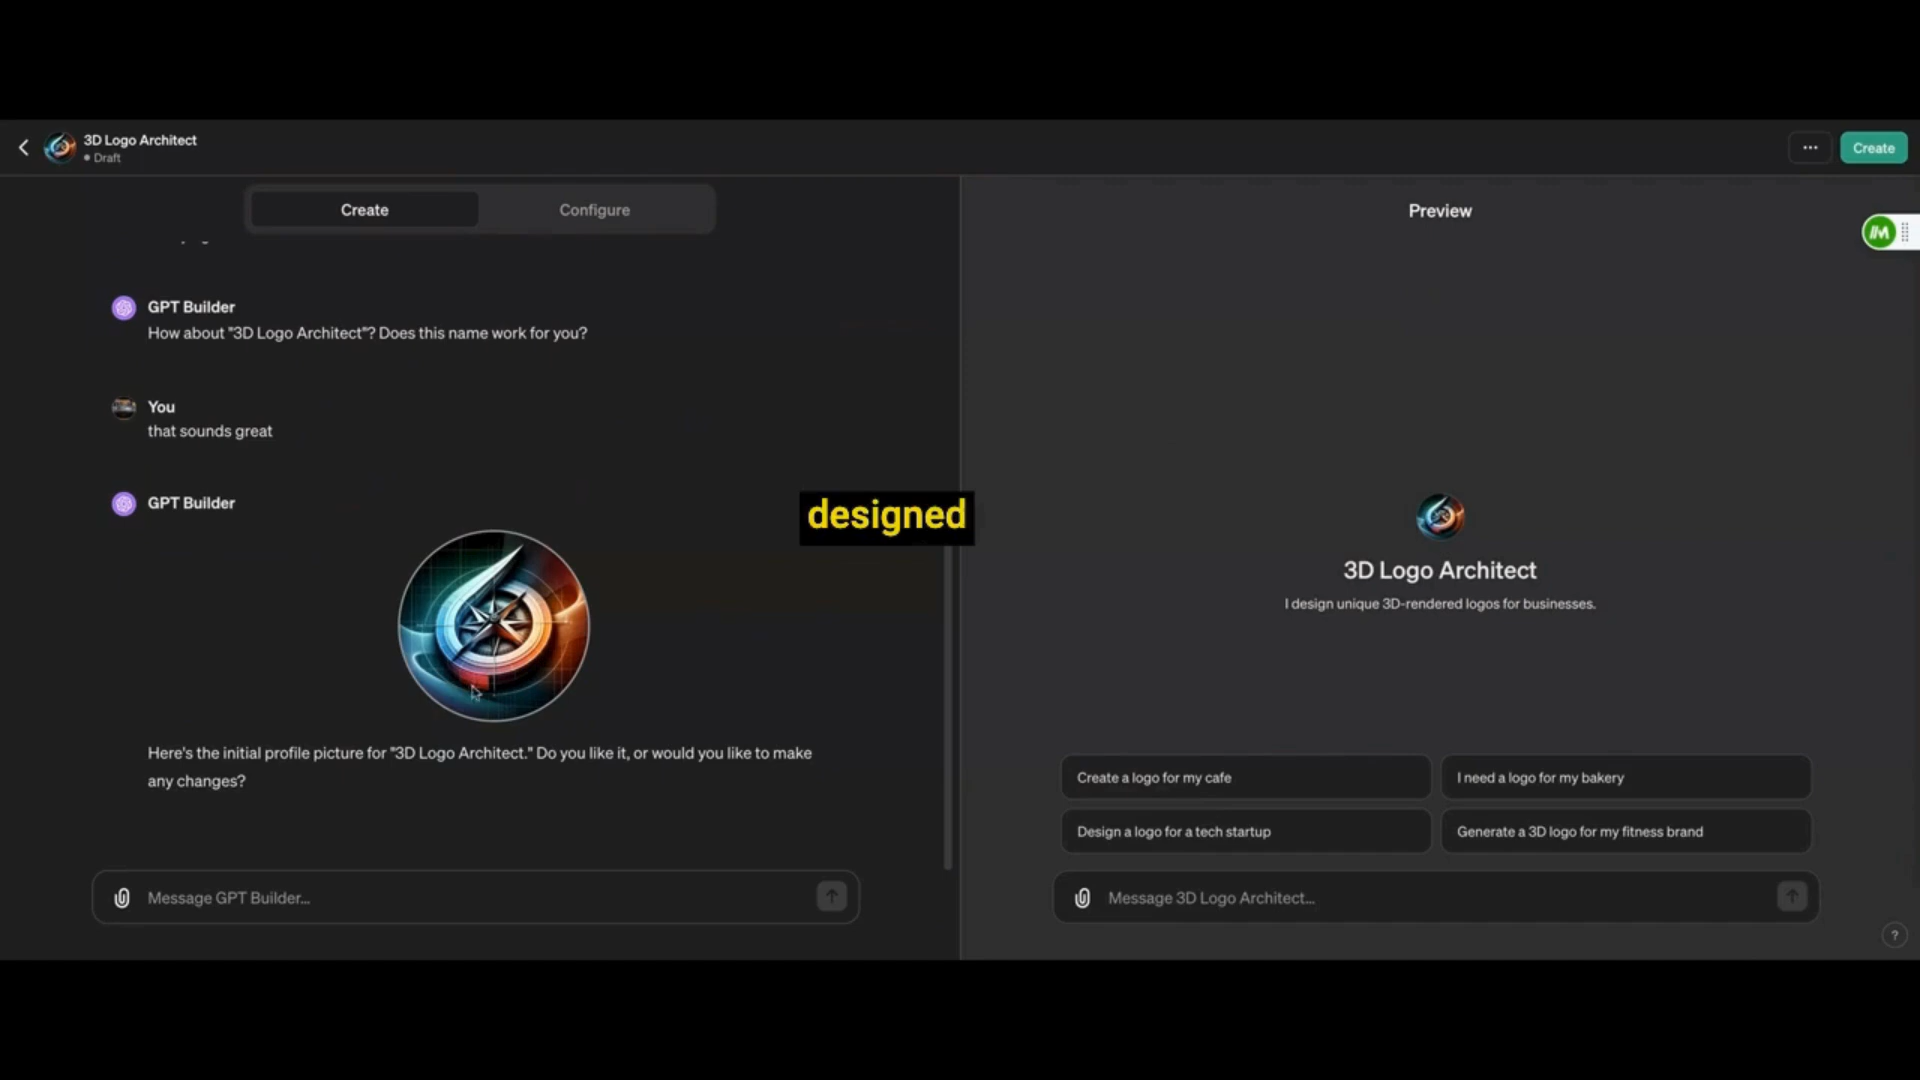 3D Logo Architect
Draft
...
Create
Create
Configure
Preview
GPT Builder
How about "3D Logo Architect"? Does this name work for you?
You
that sounds great
GPT Builder
designed
Here's the initial profile picture for "3D Logo Architect." Do you like it, or would you like to make
any changes?
Message GPT Builder...
3D Logo Architect
I design unique 3D-rendered logos for businesses.
Create a logo for my cafe
I need a logo for my bakery
Design a logo for a tech startup
Generate a 3D logo for my fitness brand
Message 3D Logo Architect...
?